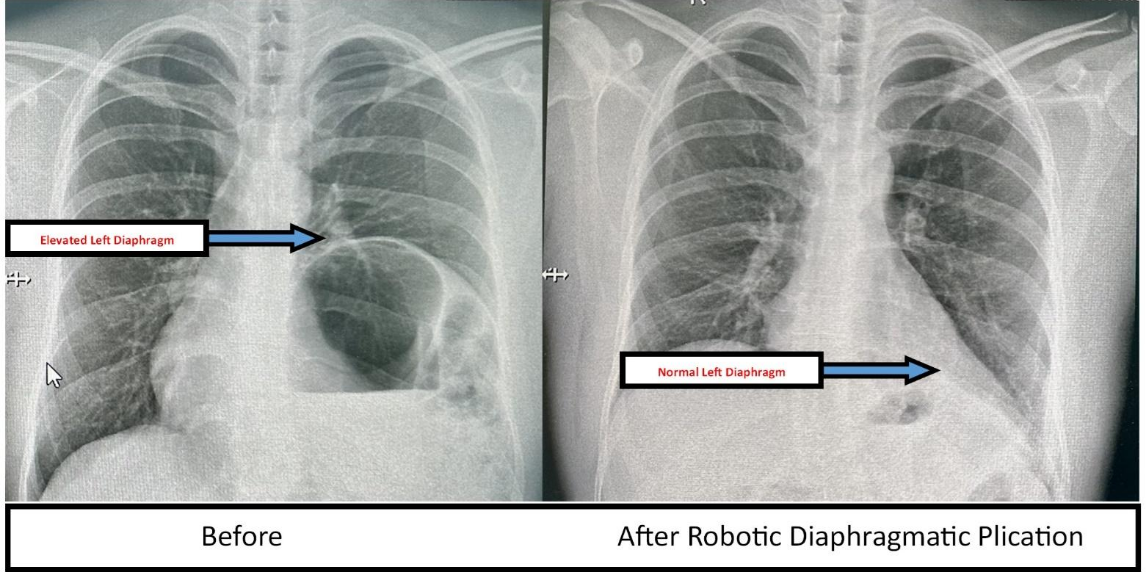 Elevated Left Diaphragm
Normal Left Diaphragm
Before
After Robotic Diaphragmatic Plication